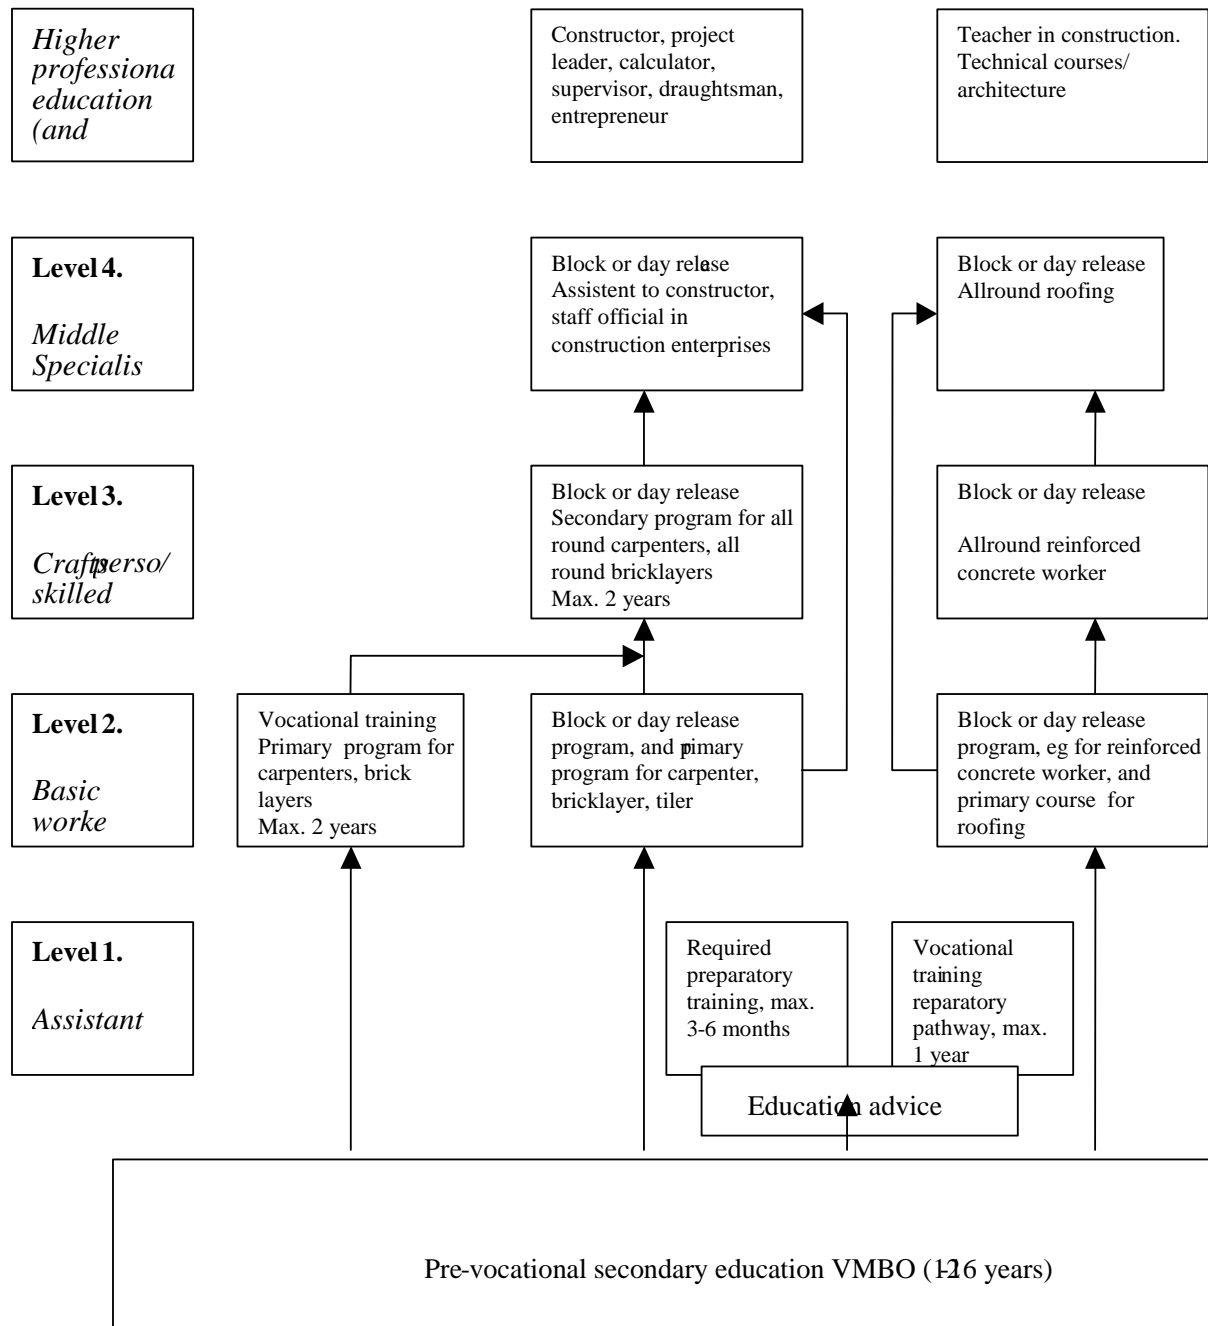 Higher
professiona
education
(and
Constructor, project
leader, calculator,
supervisor, draughtsman,
entrepreneur
Teacher in construction.
Technical courses/
architecture
Level 4.
Middle
Specialis
Block or day release
Assistent to constructor,
staff official in
construction enterprises
Block or day release
Allround roofing
Level 3.
Craftsperso/
skilled
Block or day release
Secondary program for all
round carpenters, all
round bricklayers
Max. 2 years
Block or day release
Allround reinforced
concrete worker
Level 2.
Basic
worke
Vocational training
Primary program for
carpenters, brick
layers
Max. 2 years
Block or day release
program, and primary
program for carpenter,
bricklayer, tiler
Block or day release
program, eg for reinforced
concrete worker, and
primary course for
roofing
Level 1.
Assistant
Required
preparatory
training, max.
3-6 months
Vocational
training
reparatory
pathway, max.
1 year
Education advice
Pre-vocational secondary education VMBO (12-16 years)